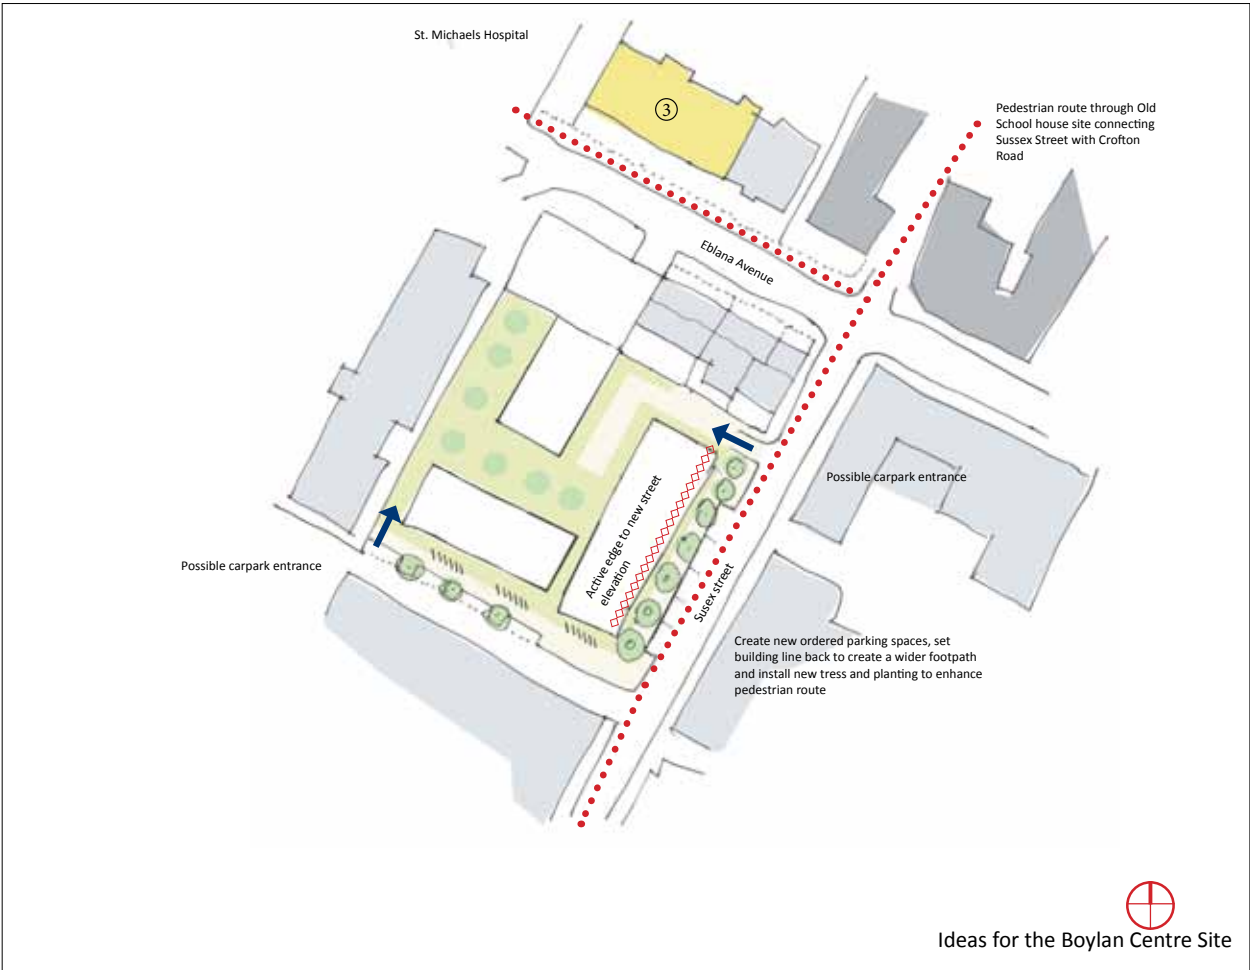 St. Michaels Hospital
3
Pedestrian route through Old
School house site connecting
Sussex Street with Crofton
Road
Eblana Avenue
Possible carpark entrance
Active edge to new street
elevation
Possible carpark entrance
Susex street
Create new ordered parking spaces, set
building line back to create a wider footpath
and install new tress and planting to enhance
pedestrian route
Ideas for the Boylan Centre Site